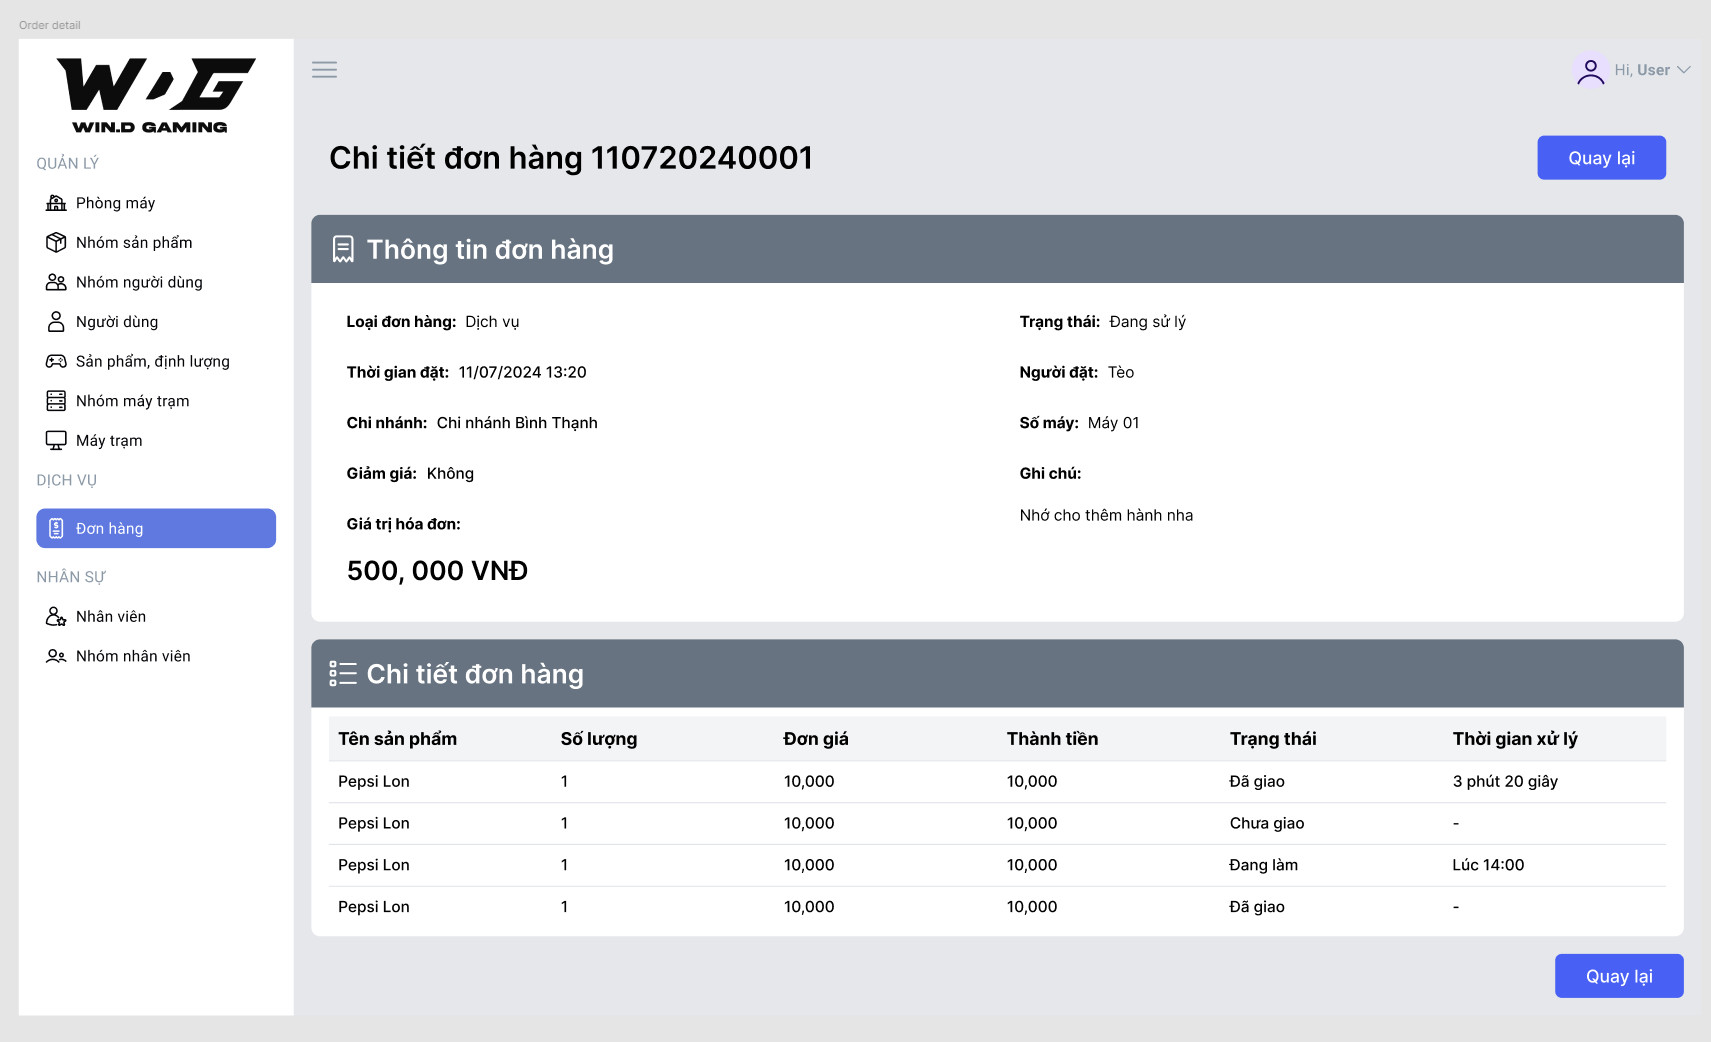 Order detail
WDG
WIN.D GAMING
Hi, User
QUẢN LÝ
Phòng máy
Nhóm sản phẩm
Nhóm người dùng
Người dùng
Sản phẩm, định lượng
Nhóm máy trạm
Máy trạm
DỊCH VỤ
Đơn hàng
NHÂN SỰ
Nhân viên
Nhóm nhân viên
Chi tiết đơn hàng 110720240001
Quay lại
Thông tin đơn hàng
Loại đơn hàng: Dịch vụ
Thời gian đặt: 11/07/2024 13:20
Chi nhánh: Chi nhánh Bình Thạnh
Giảm giá: Không
Giá trị hóa đơn:
500, 000 VNĐ
Trạng thái: Đang sử lý
Người đặt: Tèo
Số máy: Máy 01
Ghi chú:
Nhớ cho thêm hành nha
Chi tiết đơn hàng
Tên sản phẩm Số lượng Đơn giá Thành tiền Trạng thái Thời gian xử lý
Pepsi Lon 1 10,000 10,000 Đã giao 3 phút 20 giây
Pepsi Lon 1 10,000 10,000 Chưa giao -
Pepsi Lon 1 10,000 10,000 Đang làm Lúc 14:00
Pepsi Lon 1 10,000 10,000 Đã giao -
Quay lại